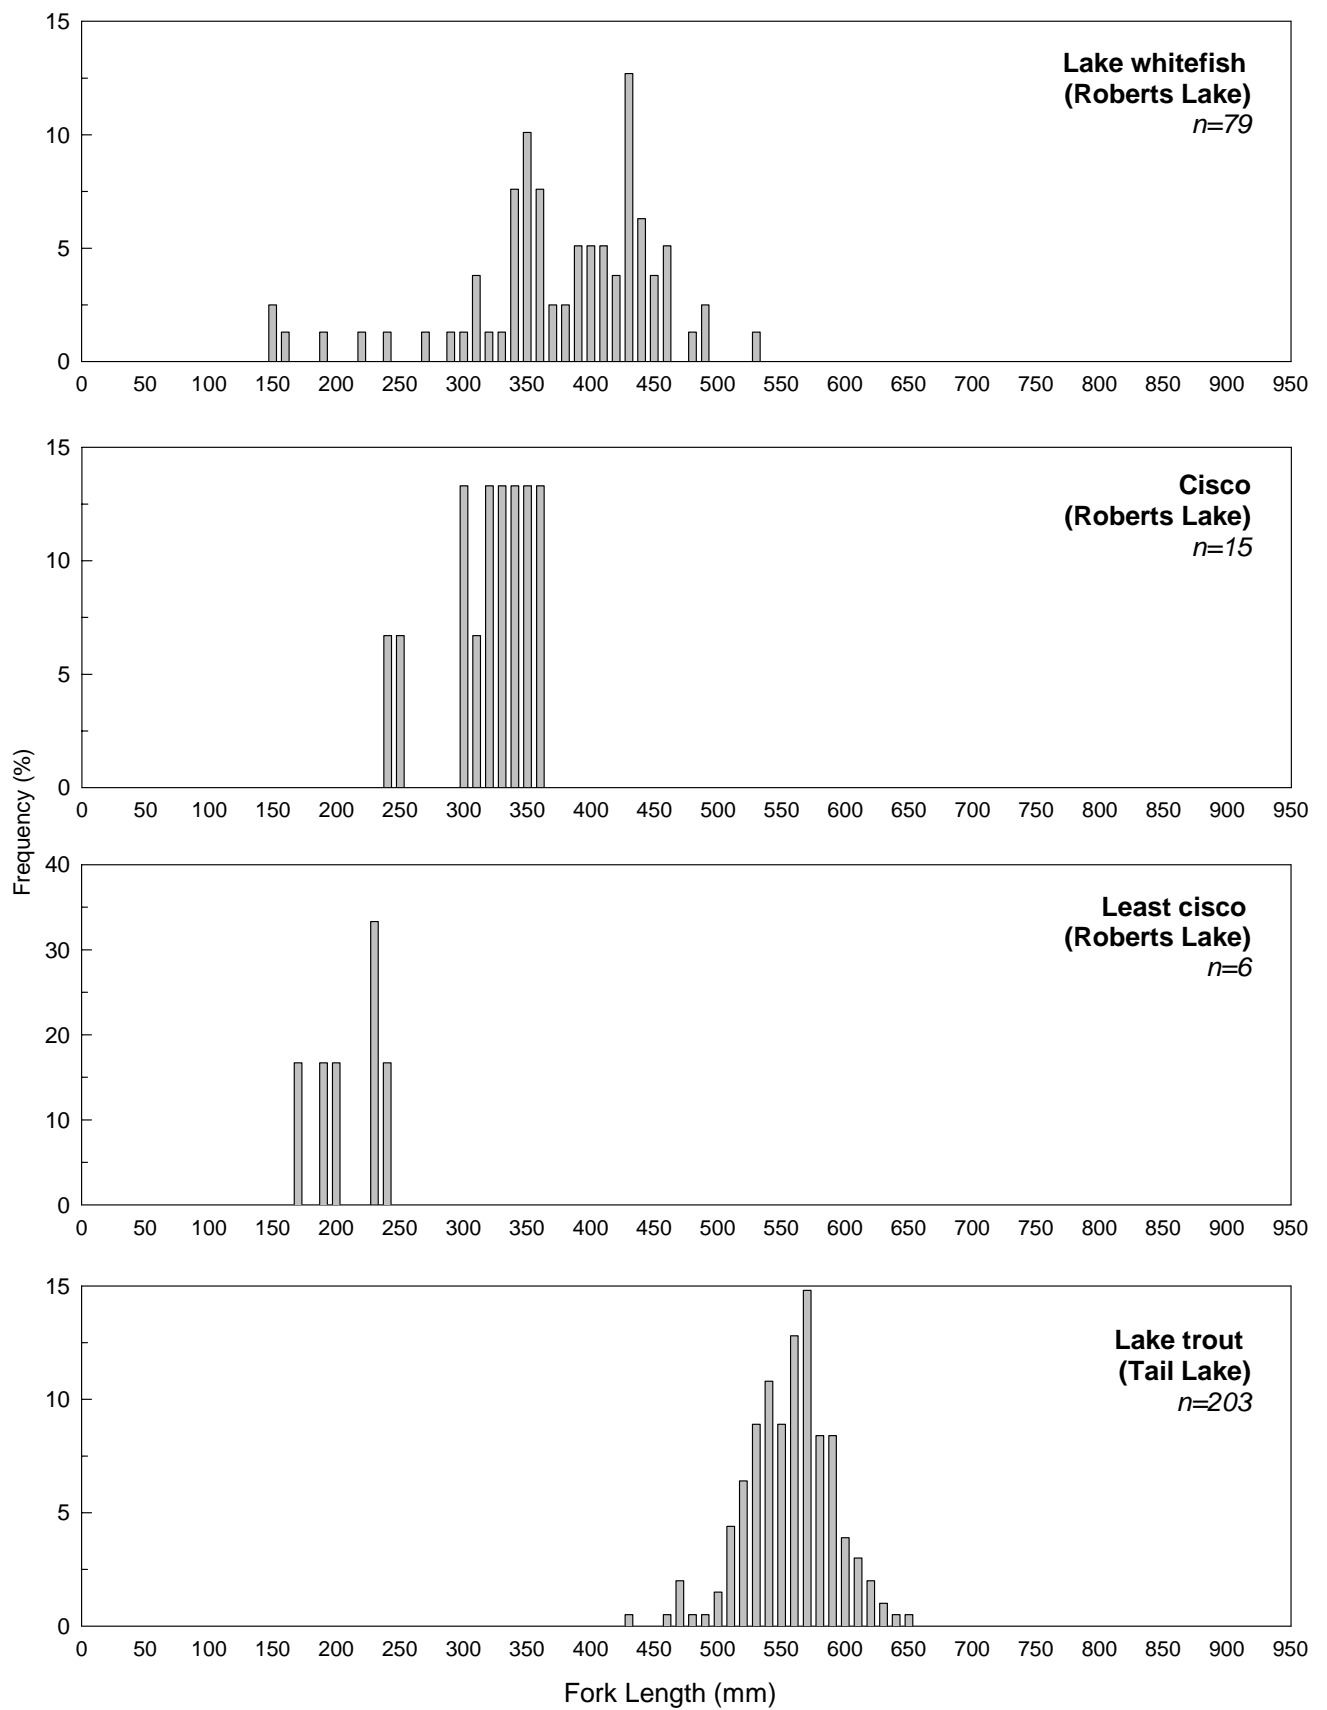 15
10
5
0
Lake whitefish
(Roberts Lake)
n=79
0 50 100 150 200 250 300 350 400 450 500 550 600 650 700 750 800 850 900 950
15
10
5
0
Cisco
(Roberts Lake)
n=15
0 50 100 150 200 250 300 350 400 450 500 550 600 650 700 750 800 850 900 950
Frequency (%)
40
30
20
10
0
Least cisco
(Roberts Lake)
n=6
0 50 100 150 200 250 300 350 400 450 500 550 600 650 700 750 800 850 900 950
15
10
5
0
Lake trout
(Tail Lake)
n=203
0 50 100 150 200 250 300 350 400 450 500 550 600 650 700 750 800 850 900 950
Fork Length (mm)